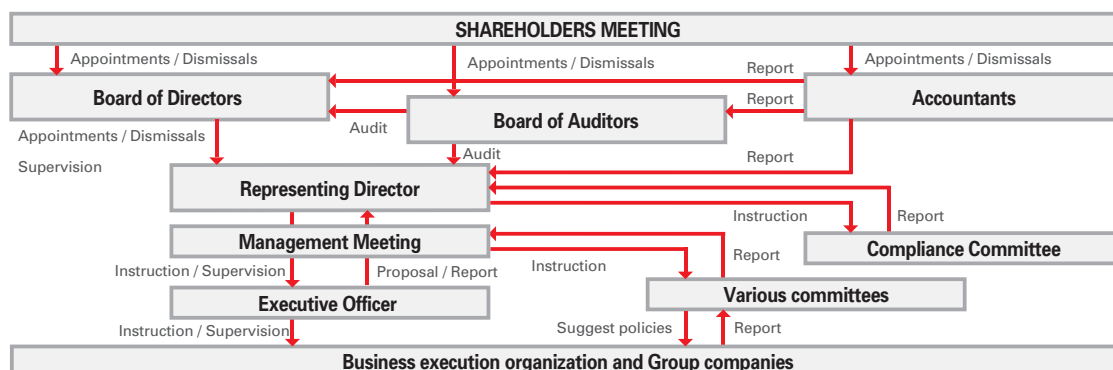 SHAREHOLDERS MEETING
Appointments / Dismissals
Appointments / Dismissals
Appointments / Dismissals
Report
Board of Directors
Accountants
Report
Board of Auditors
Audit
Appointments / Dismissals
Supervision
Audit
Report
Representing Director
Instruction
Report
Management Meeting
Compliance Committee
Report
Instruction / Supervision
Proposal / Report
Instruction
Executive Officer
Various committees
Instruction / Supervision
Suggest policies
Report
Business execution organization and Group companies